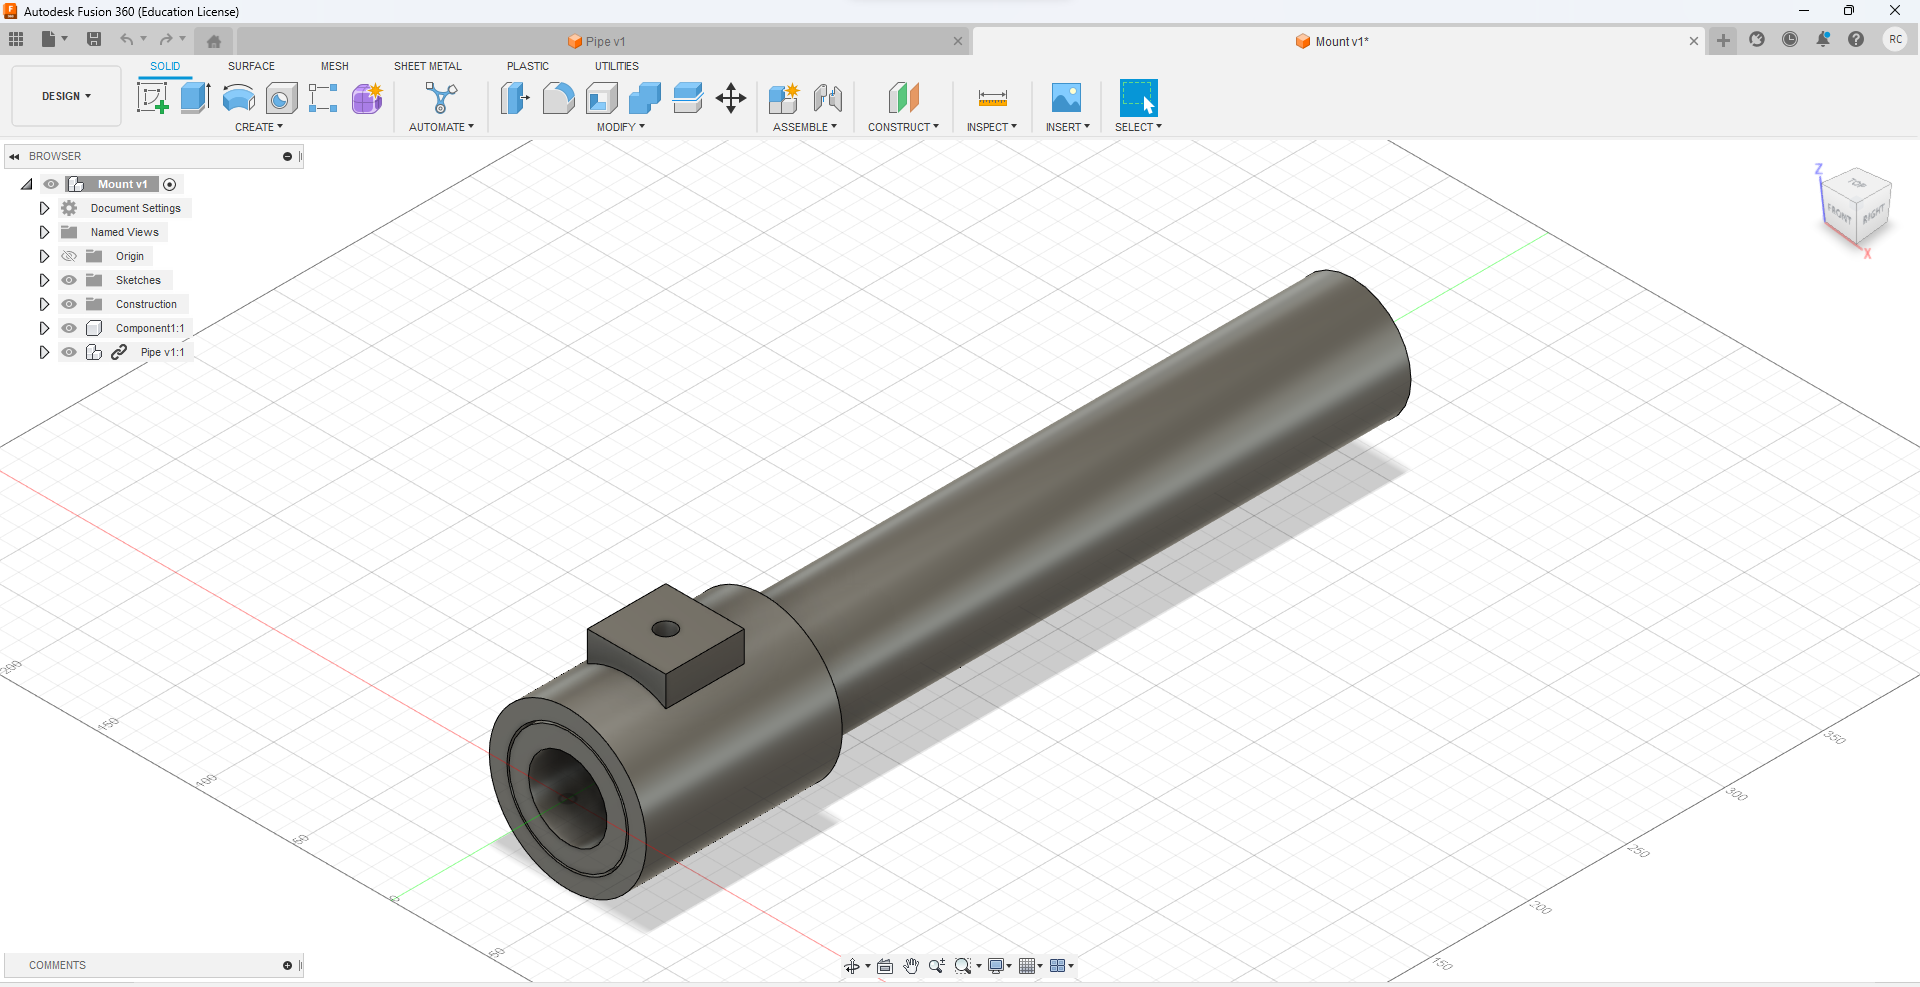 Autodesk Fusion 360 (Education License)
Pipe v1
Mount v1*
RC
DESIGN
SOLID
SURFACE
MESH
SHEET METAL
PLASTIC
UTILITIES
CREATE
AUTOMATE
MODIFY
ASSEMBLE
CONSTRUCT
INSPECT
INSERT
SELECT
BROWSER
Mount v1
Document Settings
Named Views
Origin
Sketches
Construction
Component1:1
Pipe v1:1
Z
TOP
FRONT
RIGHT
X
200
150
100
50
0
50
150
200
250
300
350
COMMENTS